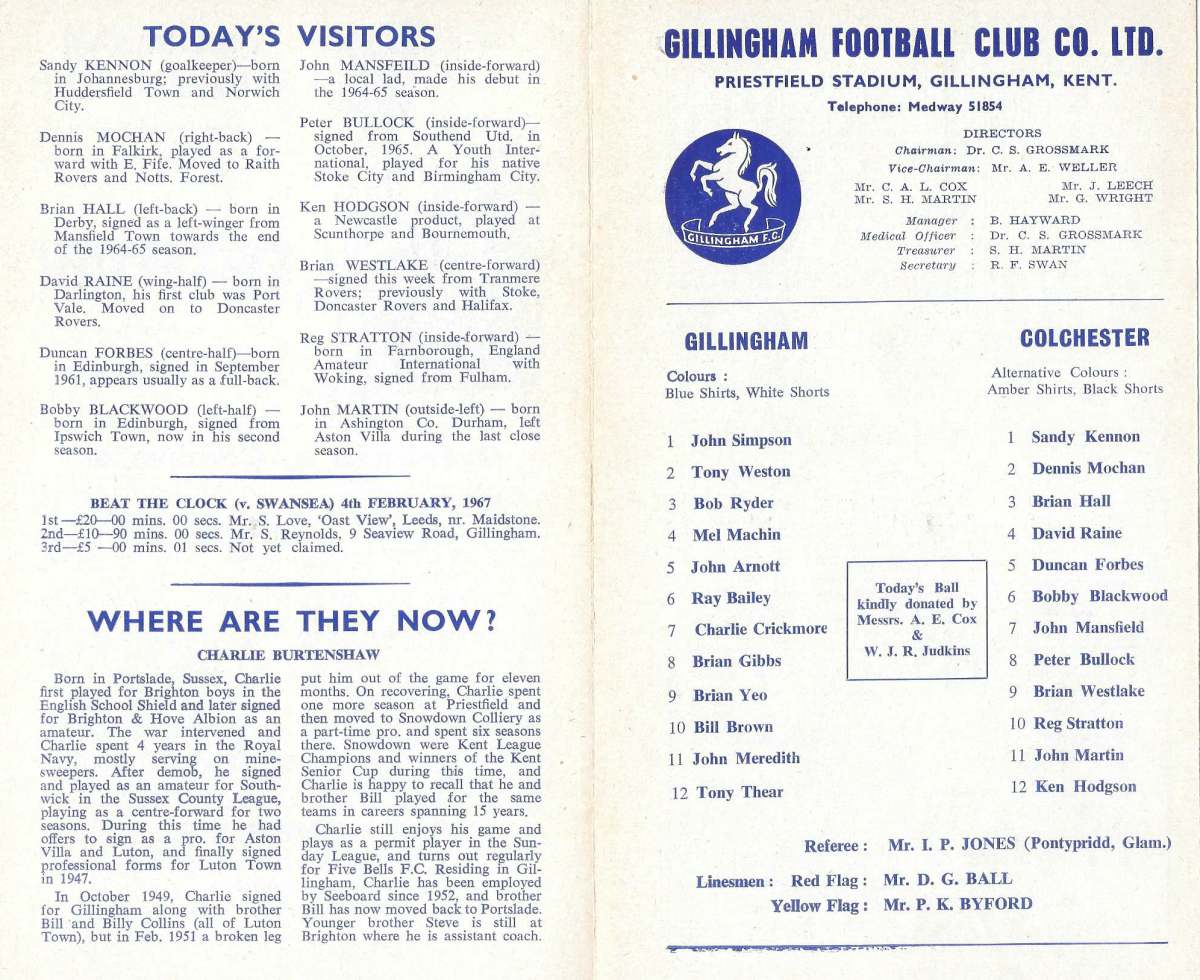 TODAY'S VISITORS
Sandy KENNON (goalkeeper)—born
in Johannesburg; previously with
Huddersfield Town and Norwich
City.
Dennis MOCHAN (right-back) —
born in Falkirk, played as a for-
ward with E. Fife. Moved to Raith
Rovers and Notts. Forest.
Brian HALL (left-back) — born in
Derby, signed as a left-winger from
Mansfield Town towards the end
of the 1964-65 season.
David RAINE (wing-half) — born in
Darlington, his first club was Port
Vale. Moved on to Doncaster
Rovers.
Duncan FORBES (centre-half)—born
in Edinburgh, signed in September
1961, appears usually as a full-back.
Bobby BLACKWOOD (left-half) —
born in Edinburgh, signed from
Ipswich Town, now in his second
season.
John MANSFEILD (inside-forward)
—a local lad, made his debut in
the 1964-65 season.
Peter BULLOCK (inside-forward)—
signed from Southend Utd. in
October, 1965. A Youth Inter-
national, played for his native
Stoke City and Birmingham City.
Ken HODGSON (inside-forward) —
a Newcastle product, played at
Scunthorpe and Bournemouth.
Brian WESTLAKE (centre-forward)
—signed this week from Tranmere
Rovers; previously with Stoke,
Doncaster Rovers and Halifax.
Reg STRATTON (inside-forward) —
born in Farnborough, England
Amateur International with
Woking, signed from Fulham.
John MARTIN (outside-left) — born
in Ashington Co. Durham, left
Aston Villa during the last close
season.
BEAT THE CLOCK (v. SWANSEA) 4th FEBRUARY, 1967
1st —£20—00 mins. 00 secs. Mr. S. Love, 'Oast View', Leeds, nr. Maidstone.
2nd—£10—90 mins. 00 secs. Mr. S. Reynolds, 9 Seaview Road, Gillingham.
3rd—£5 —00 mins. 01 secs. Not yet claimed.
WHERE ARE THEY NOW?
CHARLIE BURTENSHAW
Born in Portslade, Sussex, Charlie
first played for Brighton boys in the
English School Shield and later signed
for Brighton & Hove Albion as an
amateur. The war intervened and
Charlie spent 4 years in the Royal
Navy, mostly serving on mine-
sweepers. After demob, he signed
and played as an amateur for South-
wick in the Sussex County League,
playing as a centre-forward for two
seasons. During this time he had
offers to sign as a pro. for Aston
Villa and Luton, and finally signed
professional forms for Luton Town
in 1947.
In October 1949, Charlie signed
for Gillingham along with brother
Bill and Billy Collins (all of Luton
Town), but in Feb. 1951 a broken leg
put him out of the game for eleven
months. On recovering, Charlie spent
one more season at Priestfield and
then moved to Snowdown Colliery as
a part-time pro. and spent six seasons
there. Snowdown were Kent League
Champions and winners of the Kent
Senior Cup during this time, and
Charlie is happy to recall that he and
brother Bill played for the same
teams in careers spanning 15 years.
Charlie still enjoys his game and
plays as a permit player in the Sun-
day League, and turns out regularly
for Five Bells F.C. Residing in Gil-
lingham, Charlie has been employed
by Seeboard since 1952, and brother
Bill has now moved back to Portslade.
Younger brother Steve is still at
Brighton where he is assistant coach.
GILLINGHAM FOOTBALL CLUB CO. LTD.
PRIESTFIELD STADIUM, GILLINGHAM, KENT.
Telephone: Medway 51854
GILLINGHAM F.C.
DIRECTORS
Chairman: Dr. C. S. GROSSMARK
Vice-Chairman: Mr. A. E. WELLER
Mr. C. A. L. COX Mr. J. LEECH
Mr. S. H. MARTIN Mr. G. WRIGHT
Manager : B. HAYWARD
Medical Officer : Dr. C. S. GROSSMARK
Treasurer : S. H. MARTIN
Secretary : R. F. SWAN
GILLINGHAM
Colours :
Blue Shirts, White Shorts
1 John Simpson
2 Tony Weston
3 Bob Ryder
4 Mel Machin
5 John Arnott
6 Ray Bailey
7 Charlie Crickmore
8 Brian Gibbs
9 Brian Yeo
10 Bill Brown
11 John Meredith
12 Tony Thear
Today's Ball
kindly donated by
Messrs. A. E. Cox
&
W. J. R. Judkins
COLCHESTER
Alternative Colours :
Amber Shirts, Black Shorts
1 Sandy Kennon
2 Dennis Mochan
3 Brian Hall
4 David Raine
5 Duncan Forbes
6 Bobby Blackwood
7 John Mansfield
8 Peter Bullock
9 Brian Westlake
10 Reg Stratton
11 John Martin
12 Ken Hodgson
Referee : Mr. I. P. JONES (Pontypridd, Glam.)
Linesmen : Red Flag : Mr. D. G. BALL
Yellow Flag : Mr. P. K. BYFORD